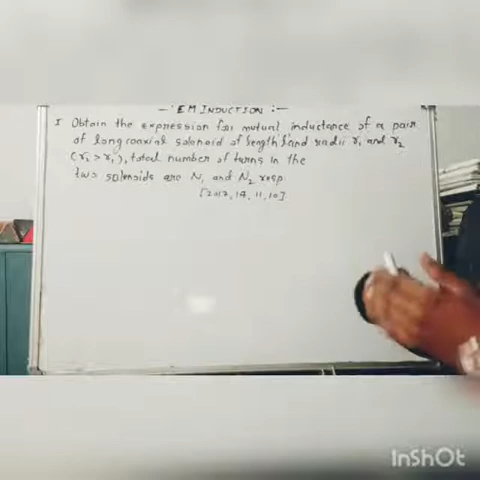 -: EM INDUCTION :-
I Obtain the expression for mutual inductance of a pair
of long coaxial solenoid of length l and radii r₁ and r₂
(r₂ > r₁), total number of turns in the
two solenoids are N₁ and N₂ resp.
[2017, 14, 11, 10]
InShOt